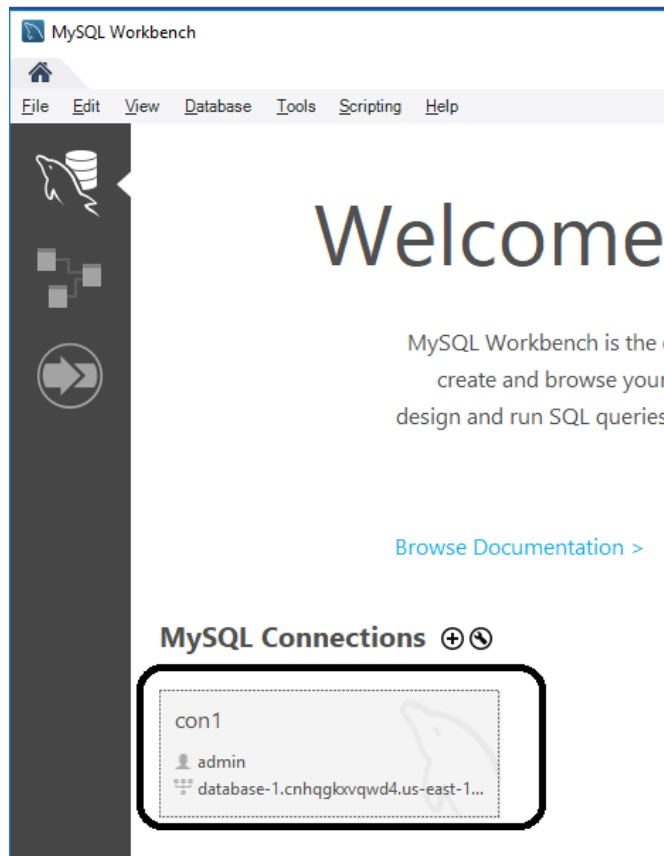 MySQL Workbench
File Edit View Database Tools Scripting Help
Welcome
MySQL Workbench is the
create and browse your
design and run SQL queries
Browse Documentation >
MySQL Connections
con1
admin
database-1.cnhqgkxvqwd4.us-east-1...